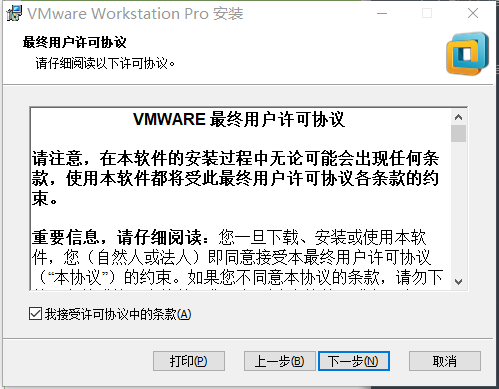 VMware Workstation Pro 安装
最终用户许可协议
请仔细阅读以下许可协议。
VMWARE 最终用户许可协议
请注意，在本软件的安装过程中无论可能会出现任何条
款，使用本软件都将受此最终用户许可协议各条款的约
束。
重要信息，请仔细阅读：您一旦下载、安装或使用本软
件，您（自然人或法人）即同意接受本最终用户许可协议
（“本协议”）的约束。如果您不同意本协议的条款，请勿下
我接受许可协议中的条款(A)
打印(P)
上一步(B)
下一步(N)
取消